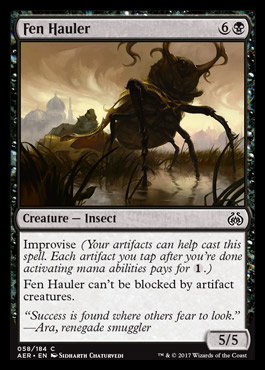 Fen Hauler 6
Creature — Insect
Improvise (Your artifacts can help cast this
spell. Each artifact you tap after you're done
activating mana abilities pays for 1.)
Fen Hauler can't be blocked by artifact
creatures.
"Success is found where others fear to look."
—Ara, renegade smuggler
5/5
058/184 C
AER • EN SIDHARTH CHATURVEDI
™ & © 2017 Wizards of the Coast